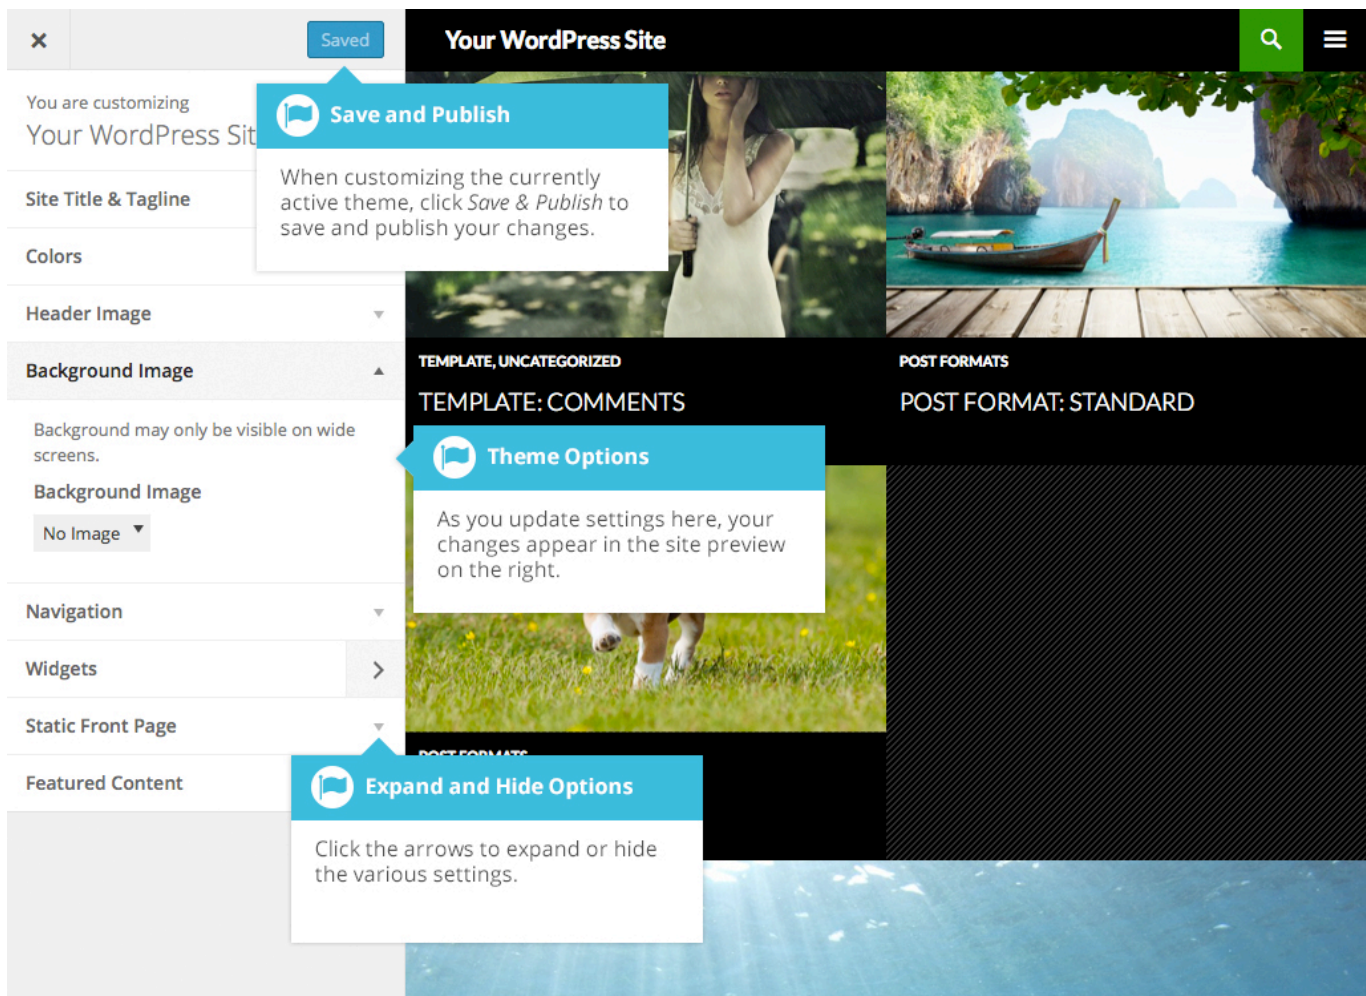 Saved
Your WordPress Site
You are customizing
Your WordPress Sit
Save and Publish
When customizing the currently
active theme, click Save & Publish to
save and publish your changes.
Site Title & Tagline
Colors
Header Image
Background Image
Background may only be visible on wide
screens.
Background Image
No Image
Navigation
Widgets
Static Front Page
Featured Content
TEMPLATE, UNCATEGORIZED
TEMPLATE: COMMENTS
POST FORMATS
POST FORMAT: STANDARD
Theme Options
As you update settings here, your
changes appear in the site preview
on the right.
POST FORMATS
Expand and Hide Options
Click the arrows to expand or hide
the various settings.